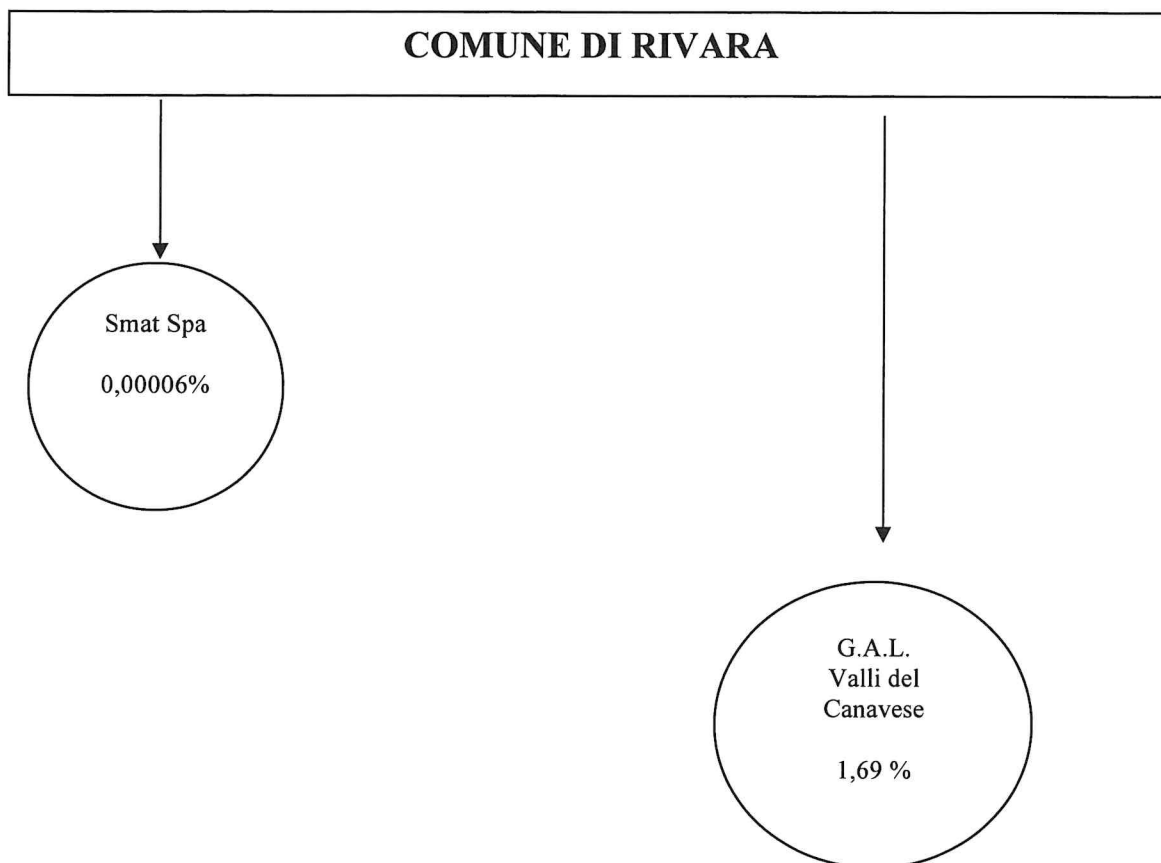 COMUNE DI RIVARA
Smat Spa
0,00006%
G.A.L.
Valli del
Canavese
1,69 %